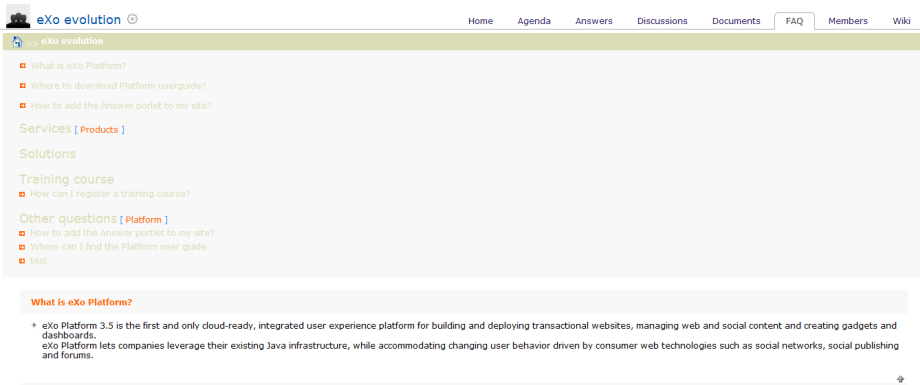 eXo evolution
Home Agenda Answers Discussions Documents FAQ Members Wiki
>> eXo evolution
What is eXo Platform?
Where to download Platform userguide?
How to add the Answer porlet to my site?
Services [ Products ]
Solutions
Training course
How can I register a training course?
Other questions [ Platform ]
How to add the Answer portlet to my site?
Where can I find the Platform user guide
test
What is eXo Platform?
eXo Platform 3.5 is the first and only cloud-ready, integrated user experience platform for building and deploying transactional websites, managing web and social content and creating gadgets and
dashboards.
eXo Platform lets companies leverage their existing Java infrastructure, while accommodating changing user behavior driven by consumer web technologies such as social networks, social publishing
and forums.